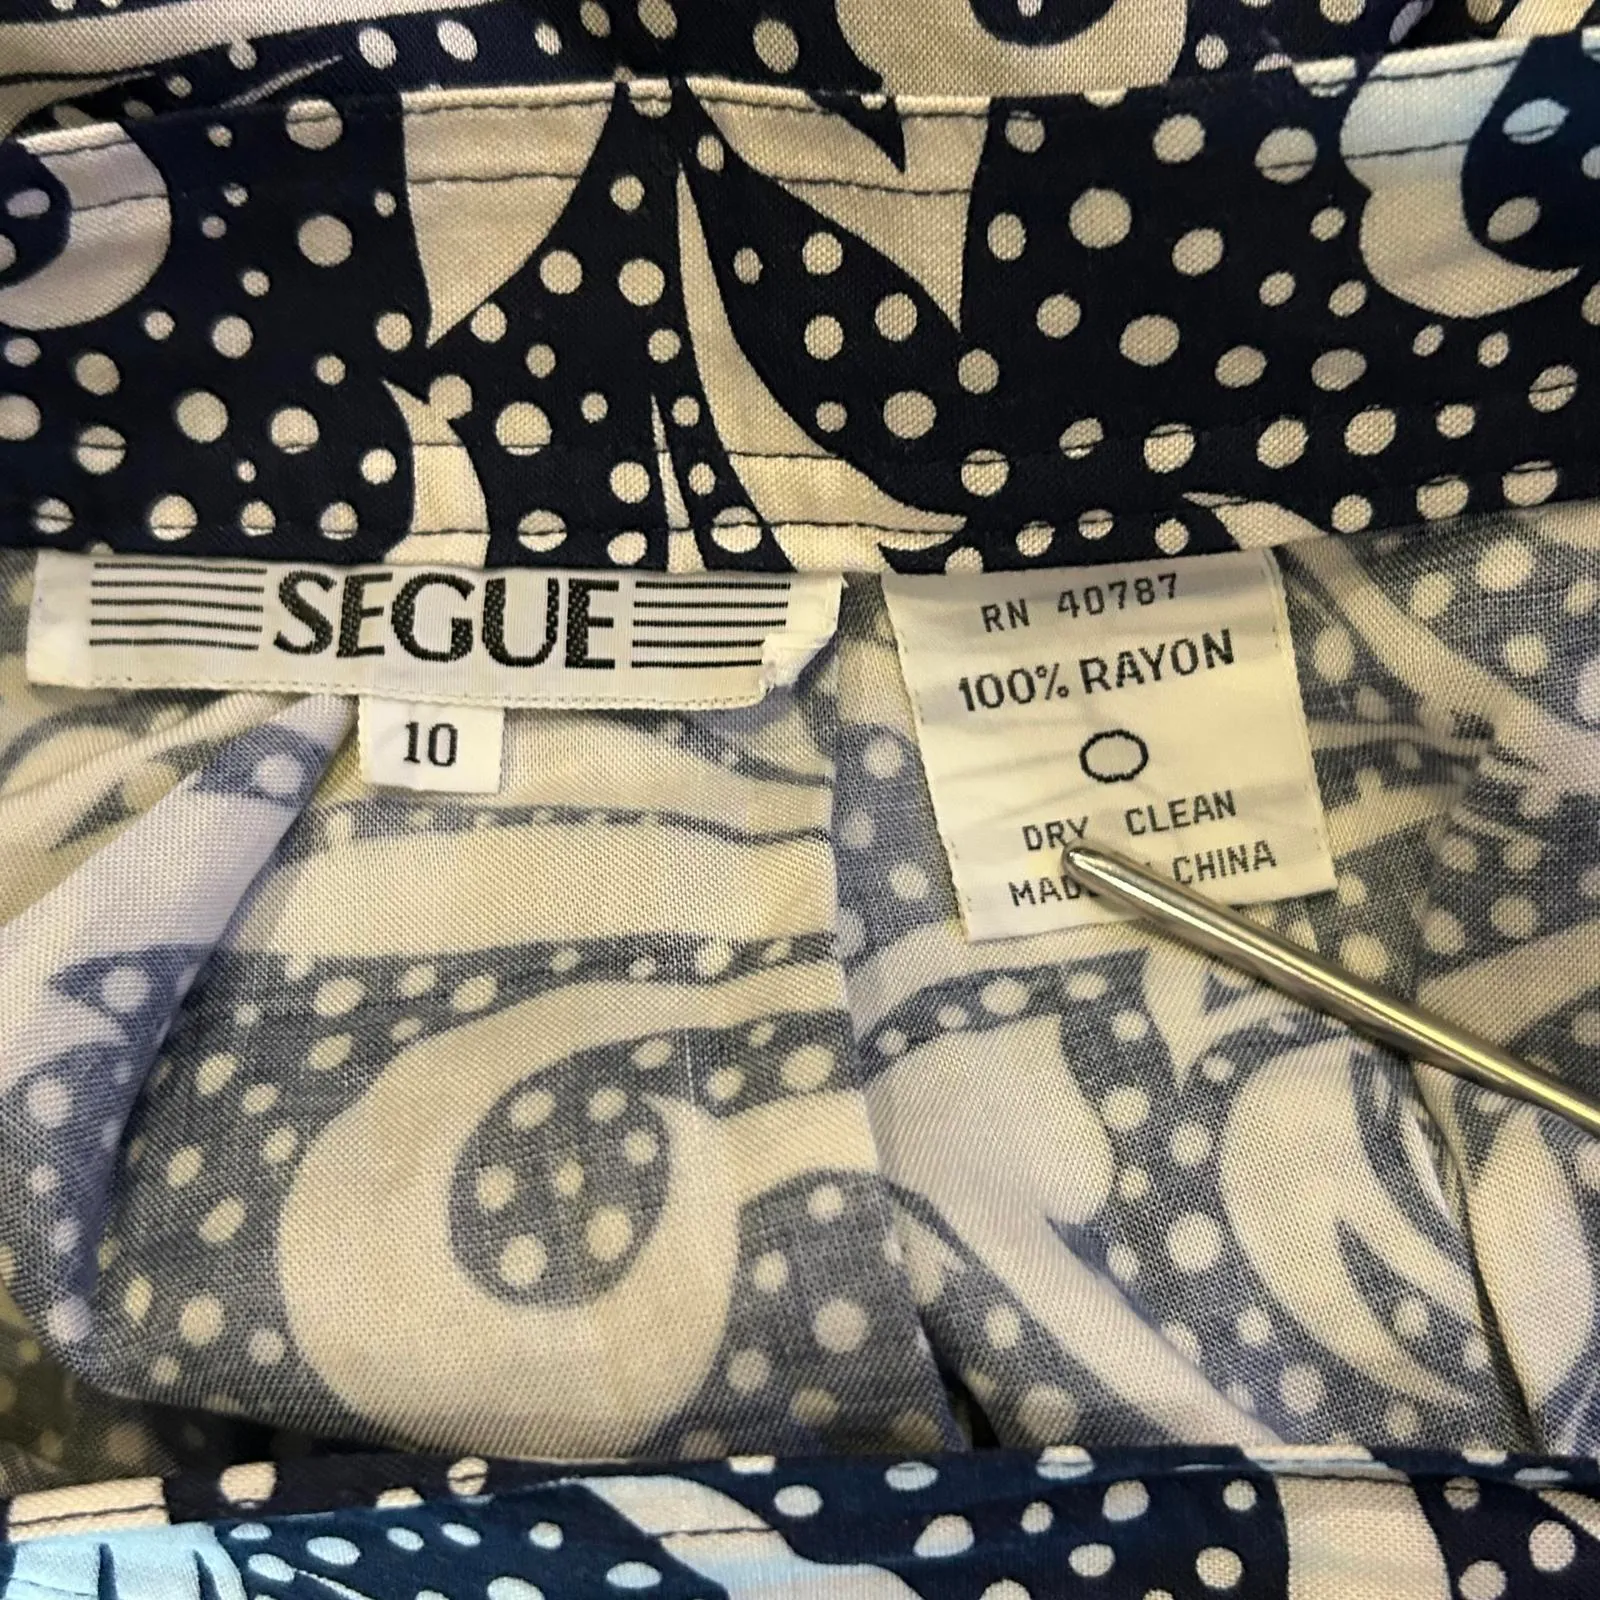 SEGUE
10
RN 40787
100% RAYON
DRY CLEAN
CHINA